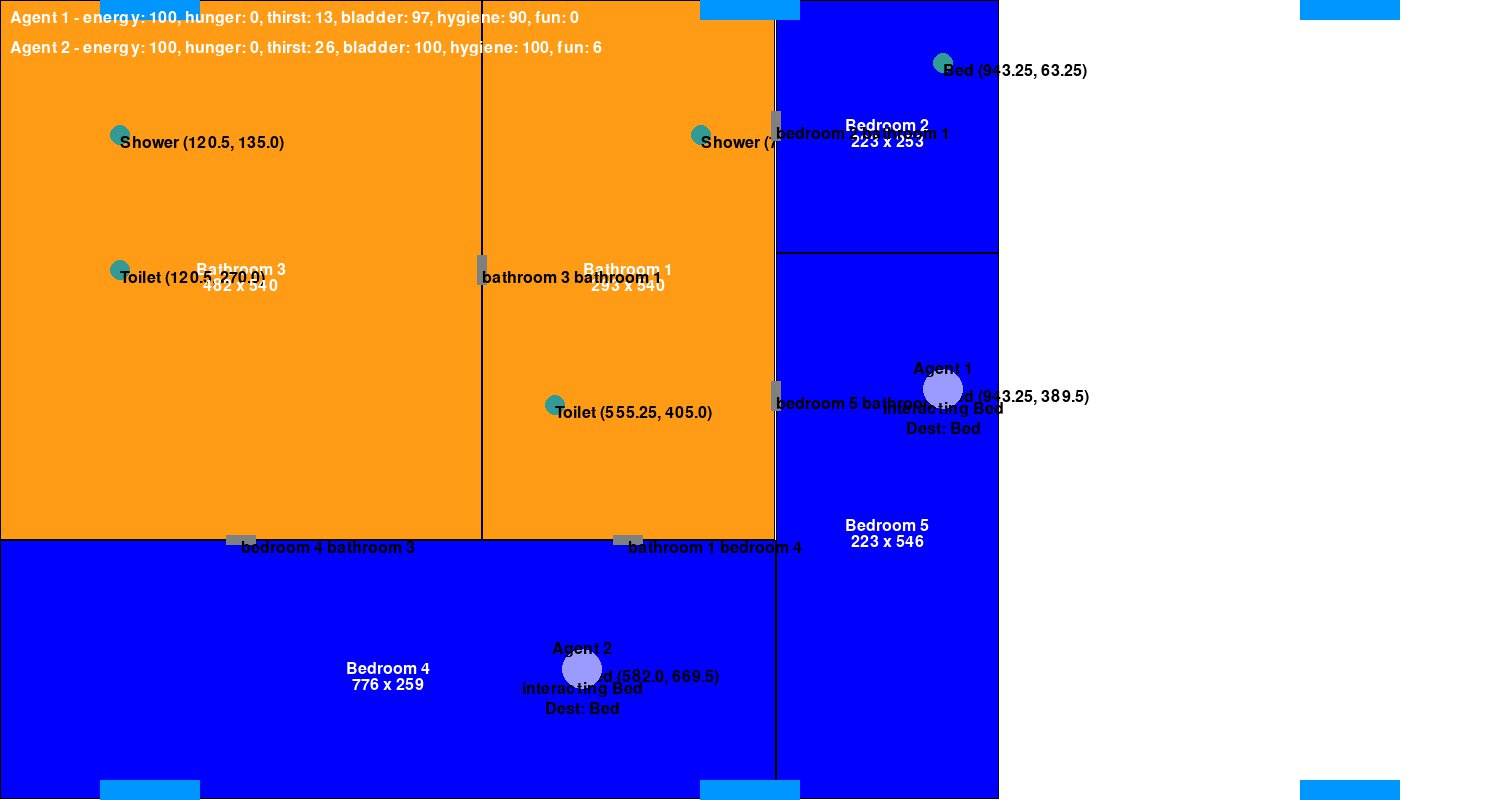 Agent 1 - energy: 100, hunger: 0, thirst: 13, bladder: 97, hygiene: 90, fun: 0
Agent 2 - energy: 100, hunger: 0, thirst: 26, bladder: 100, hygiene: 100, fun: 6
Bed (943.25, 63.25)
Bedroom 2
bedroom 2 bathroom 1
223 x 253
Shower (120.5, 135.0)
Shower (
Bathroom 3
Toilet (120.5, 270.0)
482 x 540
Bathroom 1
bathroom 3 bathroom 1
293 x 540
Agent 1
(943.25, 389.5)
bedroom 5
interacting Bed
Toilet (555.25, 405.0)
Dest: Bed
Bedroom 5
223 x 546
bedroom 4 bathroom 3
bathroom 1 bedroom 4
Agent 2
Bedroom 4
(582.0, 669.5)
776 x 259
interacting Bed
Dest: Bed